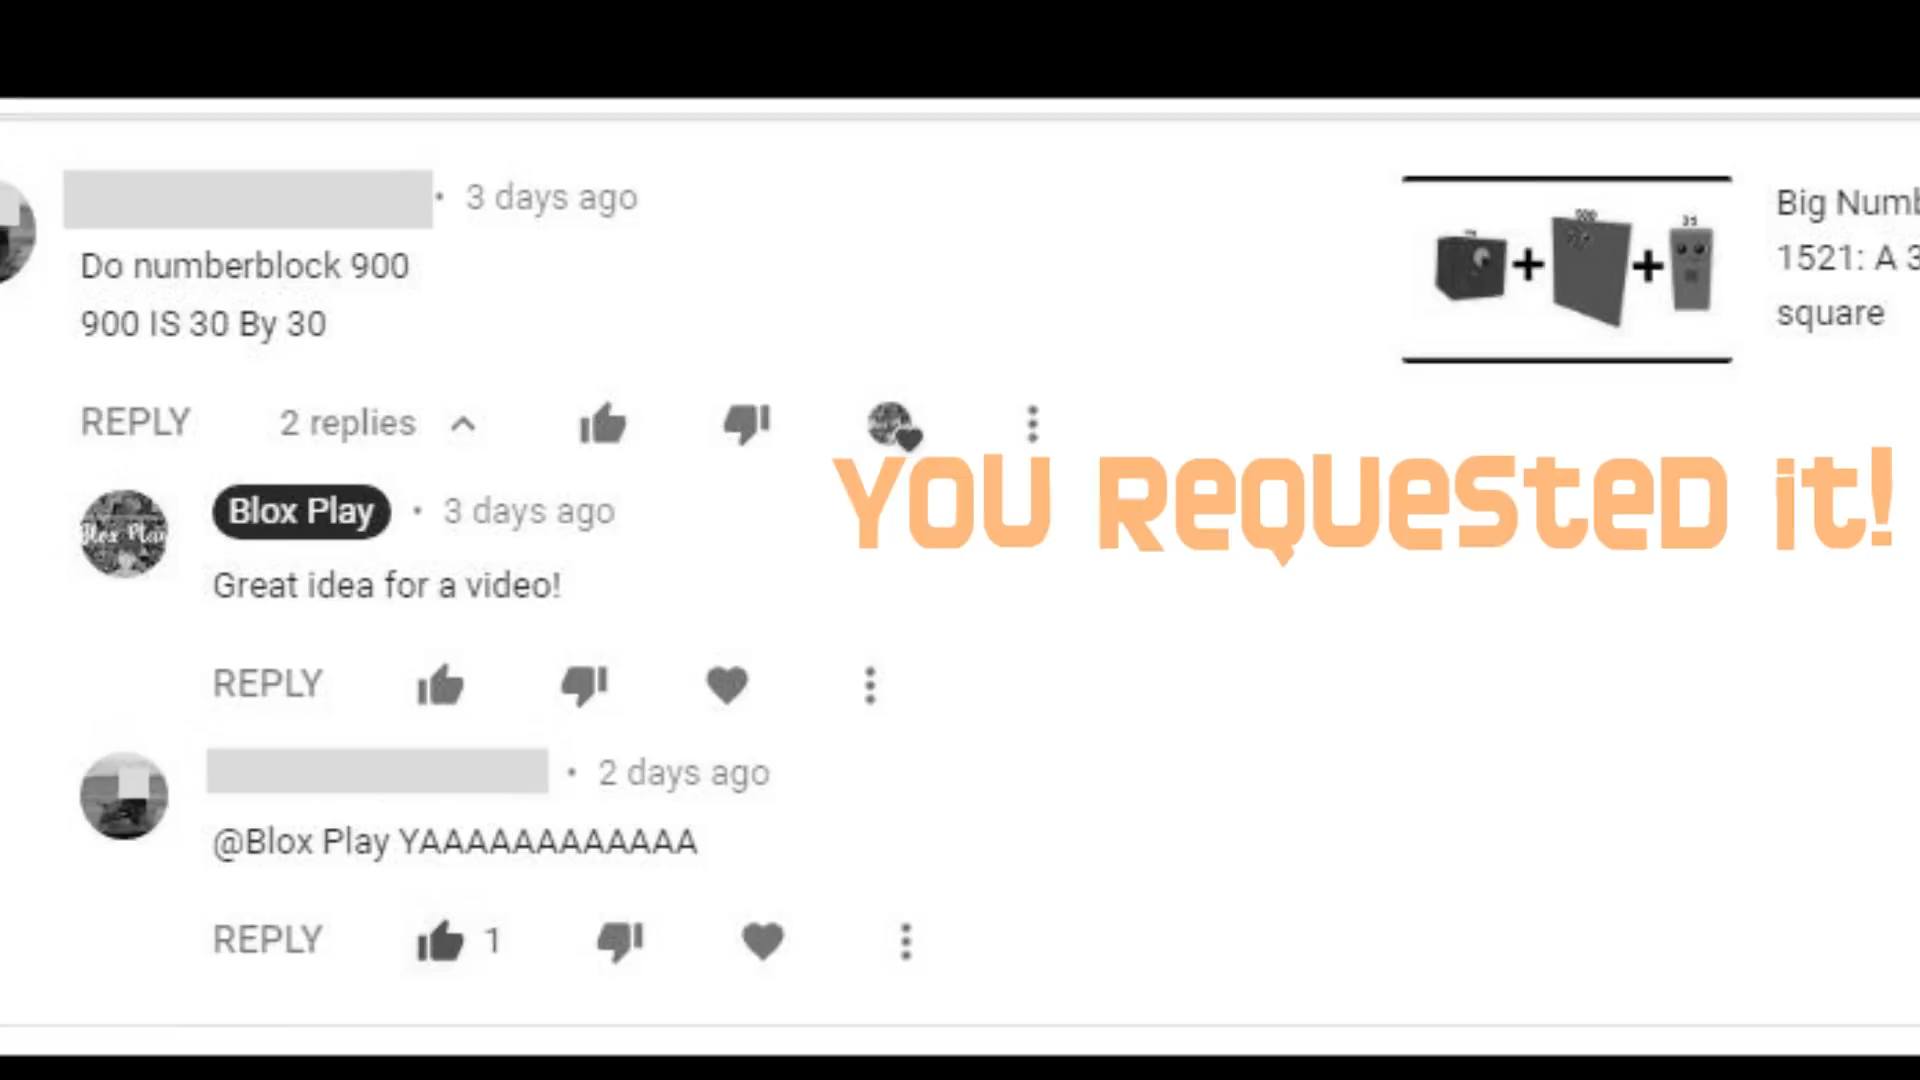 • 3 days ago
Do numberblock 900
900 IS 30 By 30
REPLY 2 replies
Blox Play • 3 days ago
Great idea for a video!
REPLY
• 2 days ago
@Blox Play YAAAAAAAAAAAA
REPLY 1
Big Numb
1521: A 3
square
+ +
35
YOU REQUESTED it!